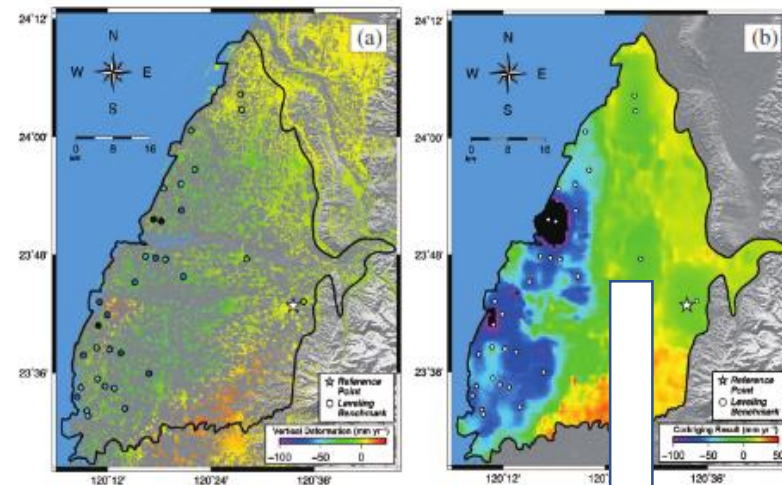 24°12'
(a)
N
W E
S
0 8 16
km
24°00'
23°48'
23°36'
Reference
Point
Leveling
Benchmark
Vertical Deformation (mm yr⁻¹)
−100 −50 0
120°12' 120°24' 120°36'
24°12'
(b)
N
W E
S
0 8 16
km
24°00'
23°48'
23°36'
Reference
Point
Leveling
Benchmark
Cokriging Result (mm yr⁻¹)
−100 −50 0 50
120°12' 120°36'